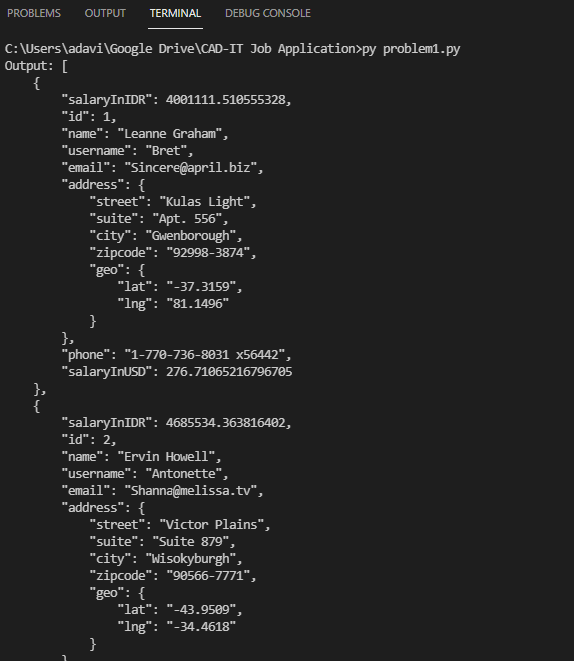 PROBLEMS OUTPUT TERMINAL DEBUG CONSOLE
C:\Users\adavi\Google Drive\CAD-IT Job Application>py problem1.py
Output: [
    {
        "salaryInIDR": 4001111.510555328,
        "id": 1,
        "name": "Leanne Graham",
        "username": "Bret",
        "email": "Sincere@april.biz",
        "address": {
            "street": "Kulas Light",
            "suite": "Apt. 556",
            "city": "Gwenborough",
            "zipcode": "92998-3874",
            "geo": {
                "lat": "-37.3159",
                "lng": "81.1496"
            }
        },
        "phone": "1-770-736-8031 x56442",
        "salaryInUSD": 276.71065216796705
    },
    {
        "salaryInIDR": 4685534.363816402,
        "id": 2,
        "name": "Ervin Howell",
        "username": "Antonette",
        "email": "Shanna@melissa.tv",
        "address": {
            "street": "Victor Plains",
            "suite": "Suite 879",
            "city": "Wisokyburgh",
            "zipcode": "90566-7771",
            "geo": {
                "lat": "-43.9509",
                "lng": "-34.4618"
            }
        }